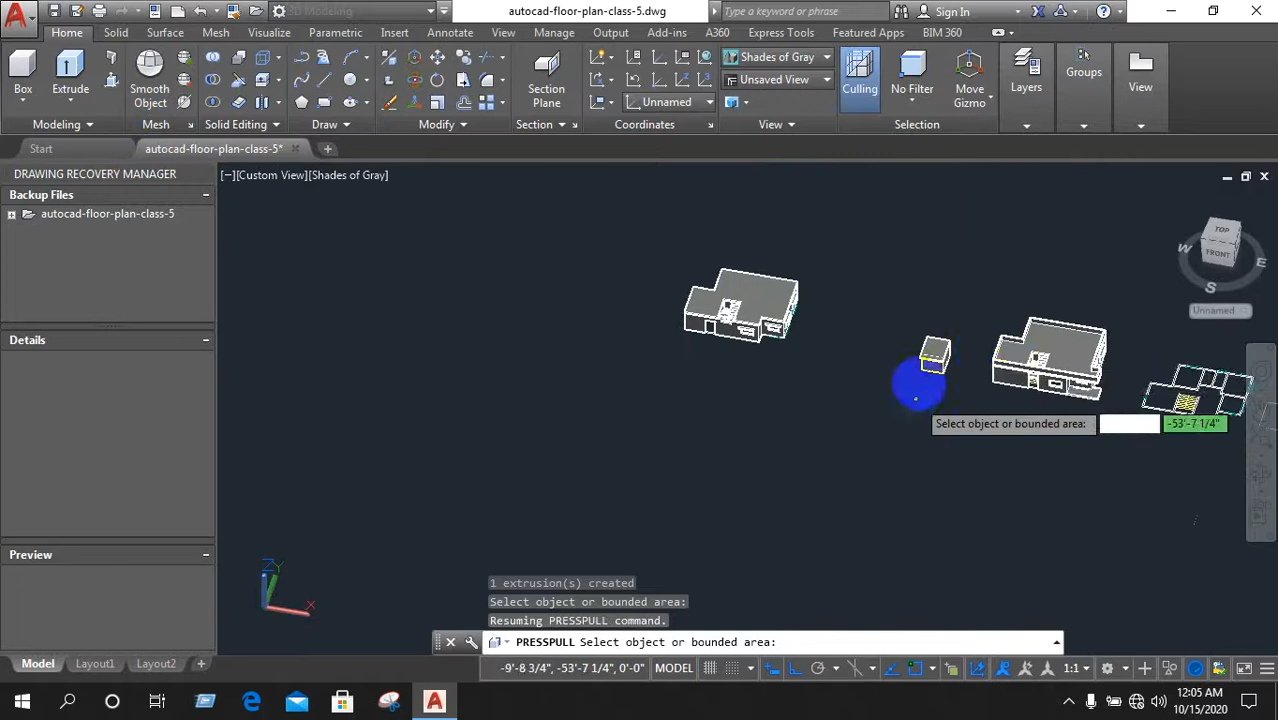 3D Modeling
autocad-floor-plan-class-5.dwg
Type a keyword or phrase
Sign In
Home Solid Surface Mesh Visualize Parametric Insert Annotate View Manage Output Add-ins A360 Express Tools Featured Apps BIM 360
Shades of Gray
Unsaved View
Unnamed
Box Extrude Smooth Object Section Plane Culling No Filter Move Gizmo Layers Groups View
Modeling Mesh Solid Editing Draw Modify Section Coordinates View Selection
Start autocad-floor-plan-class-5*
DRAWING RECOVERY MANAGER
[−][Custom View][Shades of Gray]
Backup Files
autocad-floor-plan-class-5
TOP
FRONT
W E
S
Unnamed
Details
Select object or bounded area: -53'-7 1/4"
Preview
Z Y
X
1 extrusion(s) created
Select object or bounded area:
Resuming PRESSPULL command.
PRESSPULL Select object or bounded area:
Model Layout1 Layout2 +
-9'-8 3/4", -53'-7 1/4", 0'-0" MODEL 1:1
12:05 AM
10/15/2020